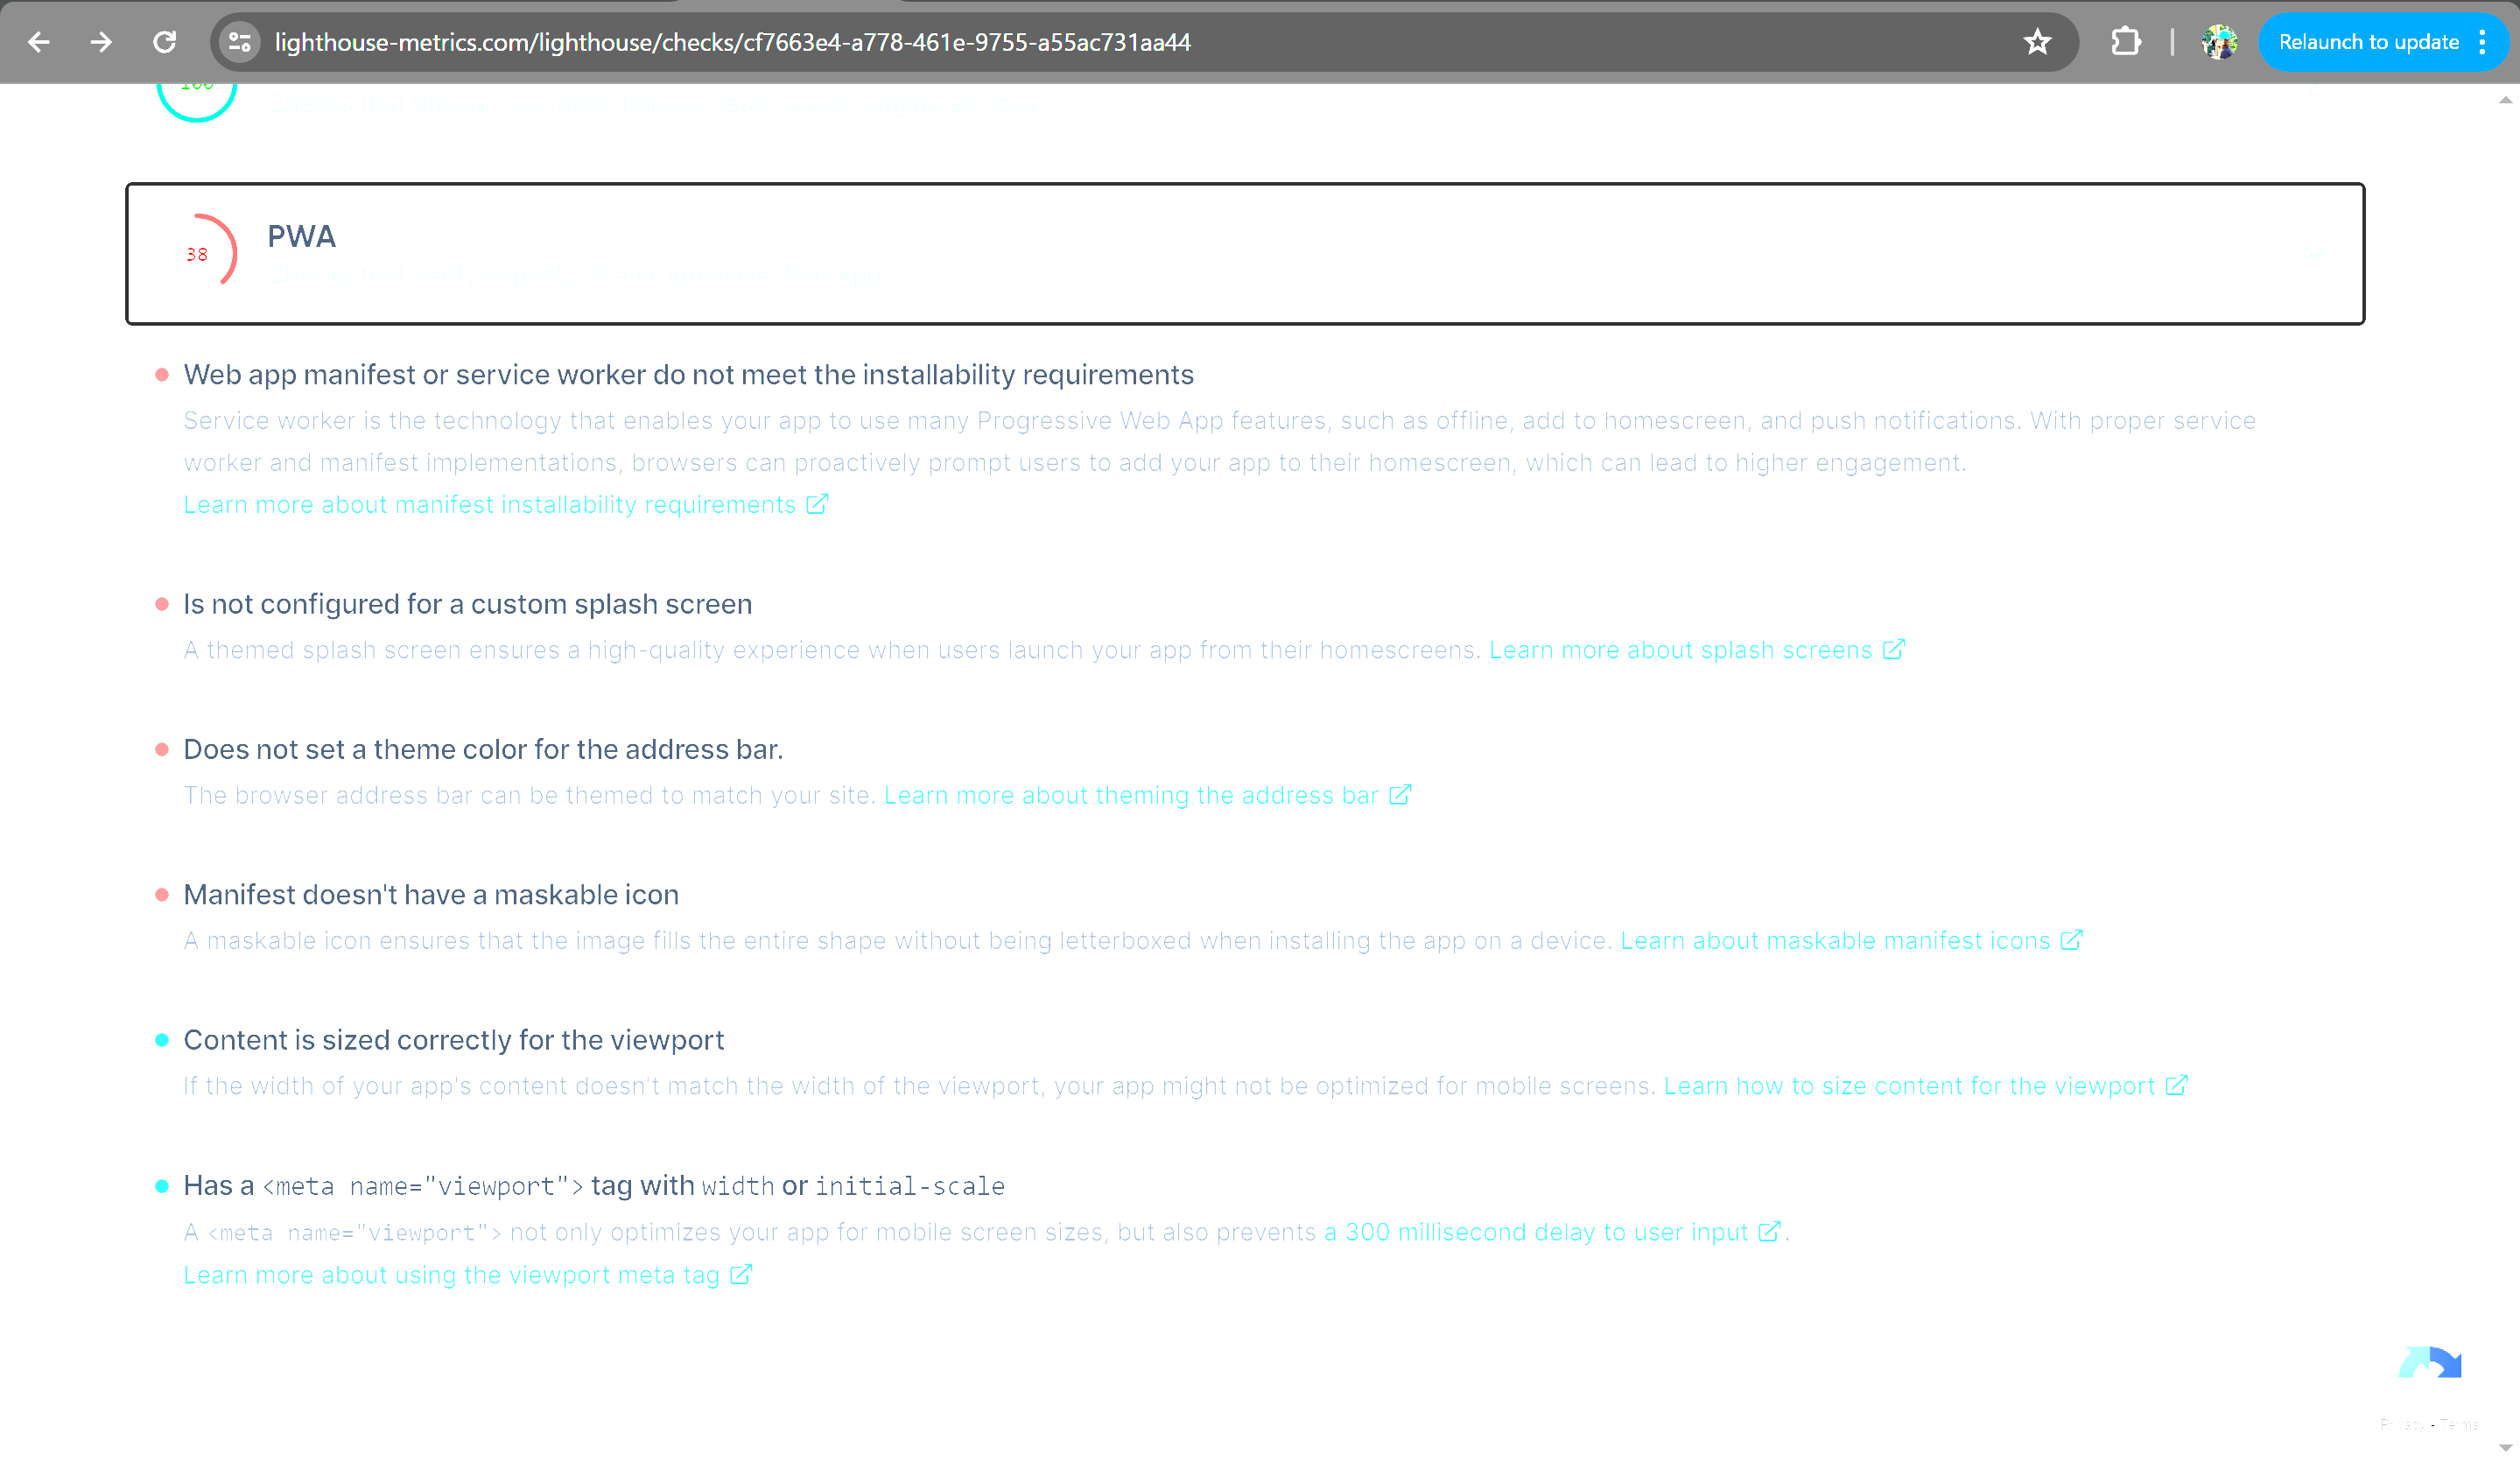 lighthouse-metrics.com/lighthouse/checks/cf7663e4-a778-461e-9755-a55ac731aa44
Relaunch to update
100
38
PWA
Checks that verify aspects of a Progressive Web App
Web app manifest or service worker do not meet the installability requirements
Service worker is the technology that enables your app to use many Progressive Web App features, such as offline, add to homescreen, and push notifications. With proper service
worker and manifest implementations, browsers can proactively prompt users to add your app to their homescreen, which can lead to higher engagement.
Learn more about manifest installability requirements
Is not configured for a custom splash screen
A themed splash screen ensures a high-quality experience when users launch your app from their homescreens. Learn more about splash screens
Does not set a theme color for the address bar.
The browser address bar can be themed to match your site. Learn more about theming the address bar
Manifest doesn't have a maskable icon
A maskable icon ensures that the image fills the entire shape without being letterboxed when installing the app on a device. Learn about maskable manifest icons
Content is sized correctly for the viewport
If the width of your app's content doesn't match the width of the viewport, your app might not be optimized for mobile screens. Learn how to size content for the viewport
Has a <meta name="viewport"> tag with width or initial-scale
A <meta name="viewport"> not only optimizes your app for mobile screen sizes, but also prevents a 300 millisecond delay to user input.
Learn more about using the viewport meta tag
Privacy - Terms